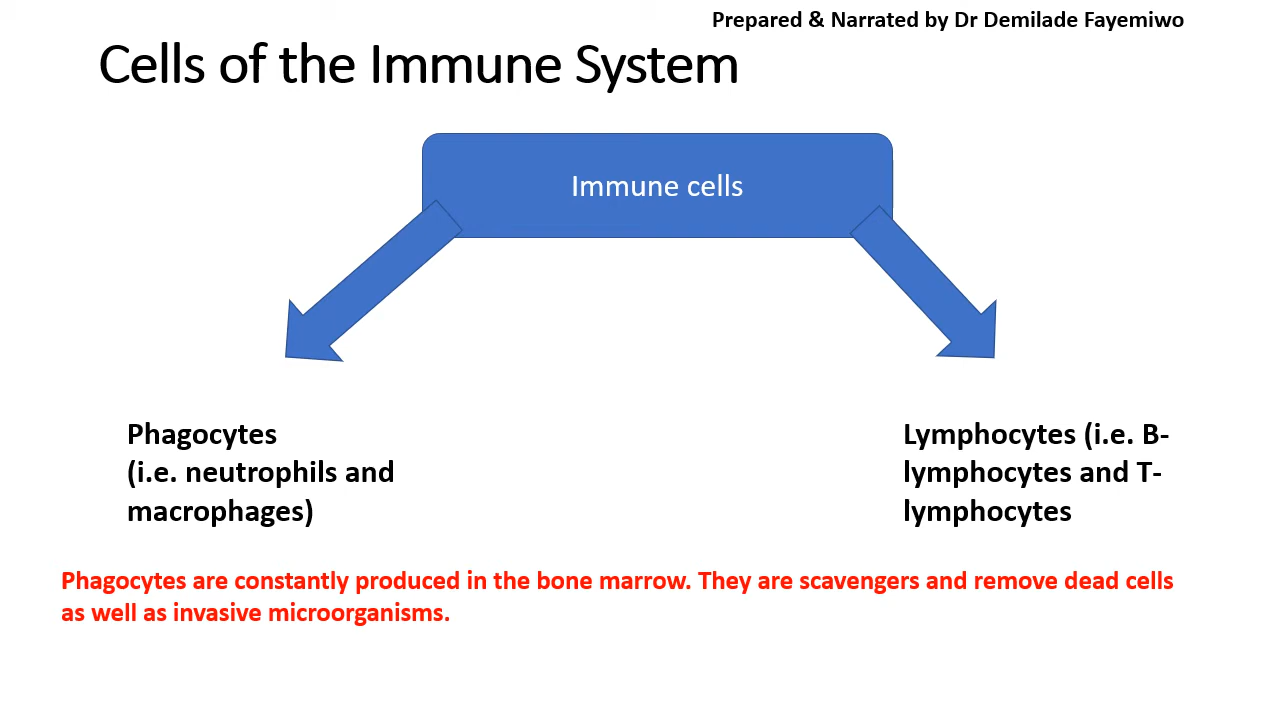 Prepared & Narrated by Dr Demilade Fayemiwo
Cells of the Immune System
Immune cells
Phagocytes
(i.e. neutrophils and
macrophages)
Lymphocytes (i.e. B-
lymphocytes and T-
lymphocytes
Phagocytes are constantly produced in the bone marrow. They are scavengers and remove dead cells
as well as invasive microorganisms.